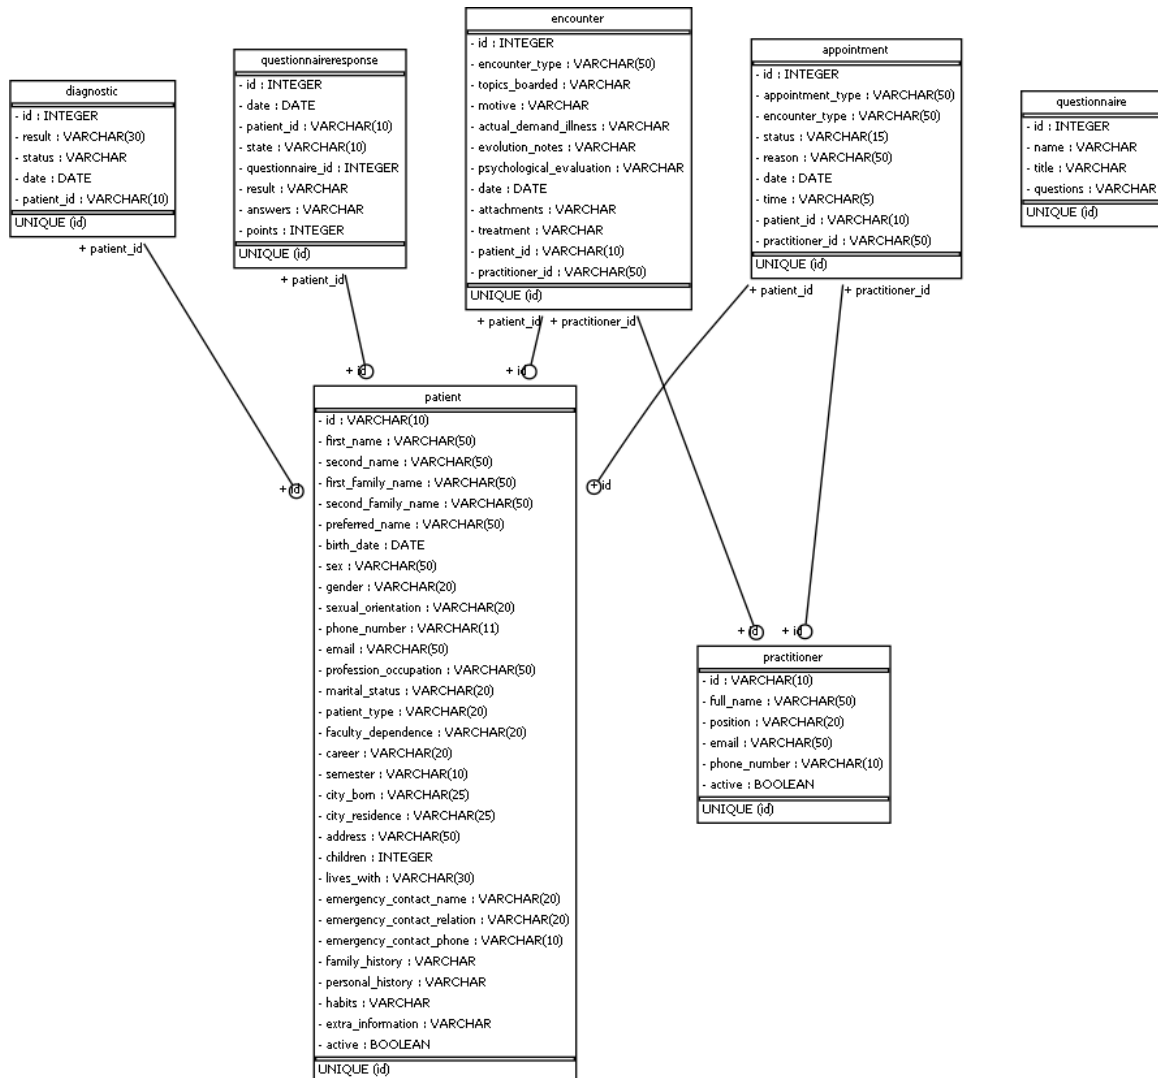 diagnostic
- id : INTEGER
- result : VARCHAR(30)
- status : VARCHAR
- date : DATE
- patient_id : VARCHAR(10)
UNIQUE (id)
+ patient_id
questionnaireresponse
- id : INTEGER
- date : DATE
- patient_id : VARCHAR(10)
- state : VARCHAR(10)
- questionnaire_id : INTEGER
- result : VARCHAR
- answers : VARCHAR
- points : INTEGER
UNIQUE (id)
+ patient_id
encounter
- id : INTEGER
- encounter_type : VARCHAR(50)
- topics_boarded : VARCHAR
- motive : VARCHAR
- actual_demand_illness : VARCHAR
- evolution_notes : VARCHAR
- psychological_evaluation : VARCHAR
- date : DATE
- attachments : VARCHAR
- treatment : VARCHAR
- patient_id : VARCHAR(10)
- practitioner_id : VARCHAR(50)
UNIQUE (id)
+ patient_id + practitioner_id
appointment
- id : INTEGER
- appointment_type : VARCHAR(50)
- encounter_type : VARCHAR(50)
- status : VARCHAR(15)
- reason : VARCHAR(50)
- date : DATE
- time : VARCHAR(5)
- patient_id : VARCHAR(10)
- practitioner_id : VARCHAR(50)
UNIQUE (id)
+ patient_id + practitioner_id
questionnaire
- id : INTEGER
- name : VARCHAR
- title : VARCHAR
- questions : VARCHAR
UNIQUE (id)
+ id
+ id
+ id
+ id
patient
- id : VARCHAR(10)
- first_name : VARCHAR(50)
- second_name : VARCHAR(50)
- first_family_name : VARCHAR(50)
- second_family_name : VARCHAR(50)
- preferred_name : VARCHAR(50)
- birth_date : DATE
- sex : VARCHAR(50)
- gender : VARCHAR(20)
- sexual_orientation : VARCHAR(20)
- phone_number : VARCHAR(11)
- email : VARCHAR(50)
- profession_occupation : VARCHAR(50)
- marital_status : VARCHAR(20)
- patient_type : VARCHAR(20)
- faculty_dependence : VARCHAR(20)
- career : VARCHAR(20)
- semester : VARCHAR(10)
- city_born : VARCHAR(25)
- city_residence : VARCHAR(25)
- address : VARCHAR(50)
- children : INTEGER
- lives_with : VARCHAR(30)
- emergency_contact_name : VARCHAR(20)
- emergency_contact_relation : VARCHAR(20)
- emergency_contact_phone : VARCHAR(10)
- family_history : VARCHAR
- personal_history : VARCHAR
- habits : VARCHAR
- extra_information : VARCHAR
- active : BOOLEAN
UNIQUE (id)
+ id + id
practitioner
- id : VARCHAR(10)
- full_name : VARCHAR(50)
- position : VARCHAR(20)
- email : VARCHAR(50)
- phone_number : VARCHAR(10)
- active : BOOLEAN
UNIQUE (id)